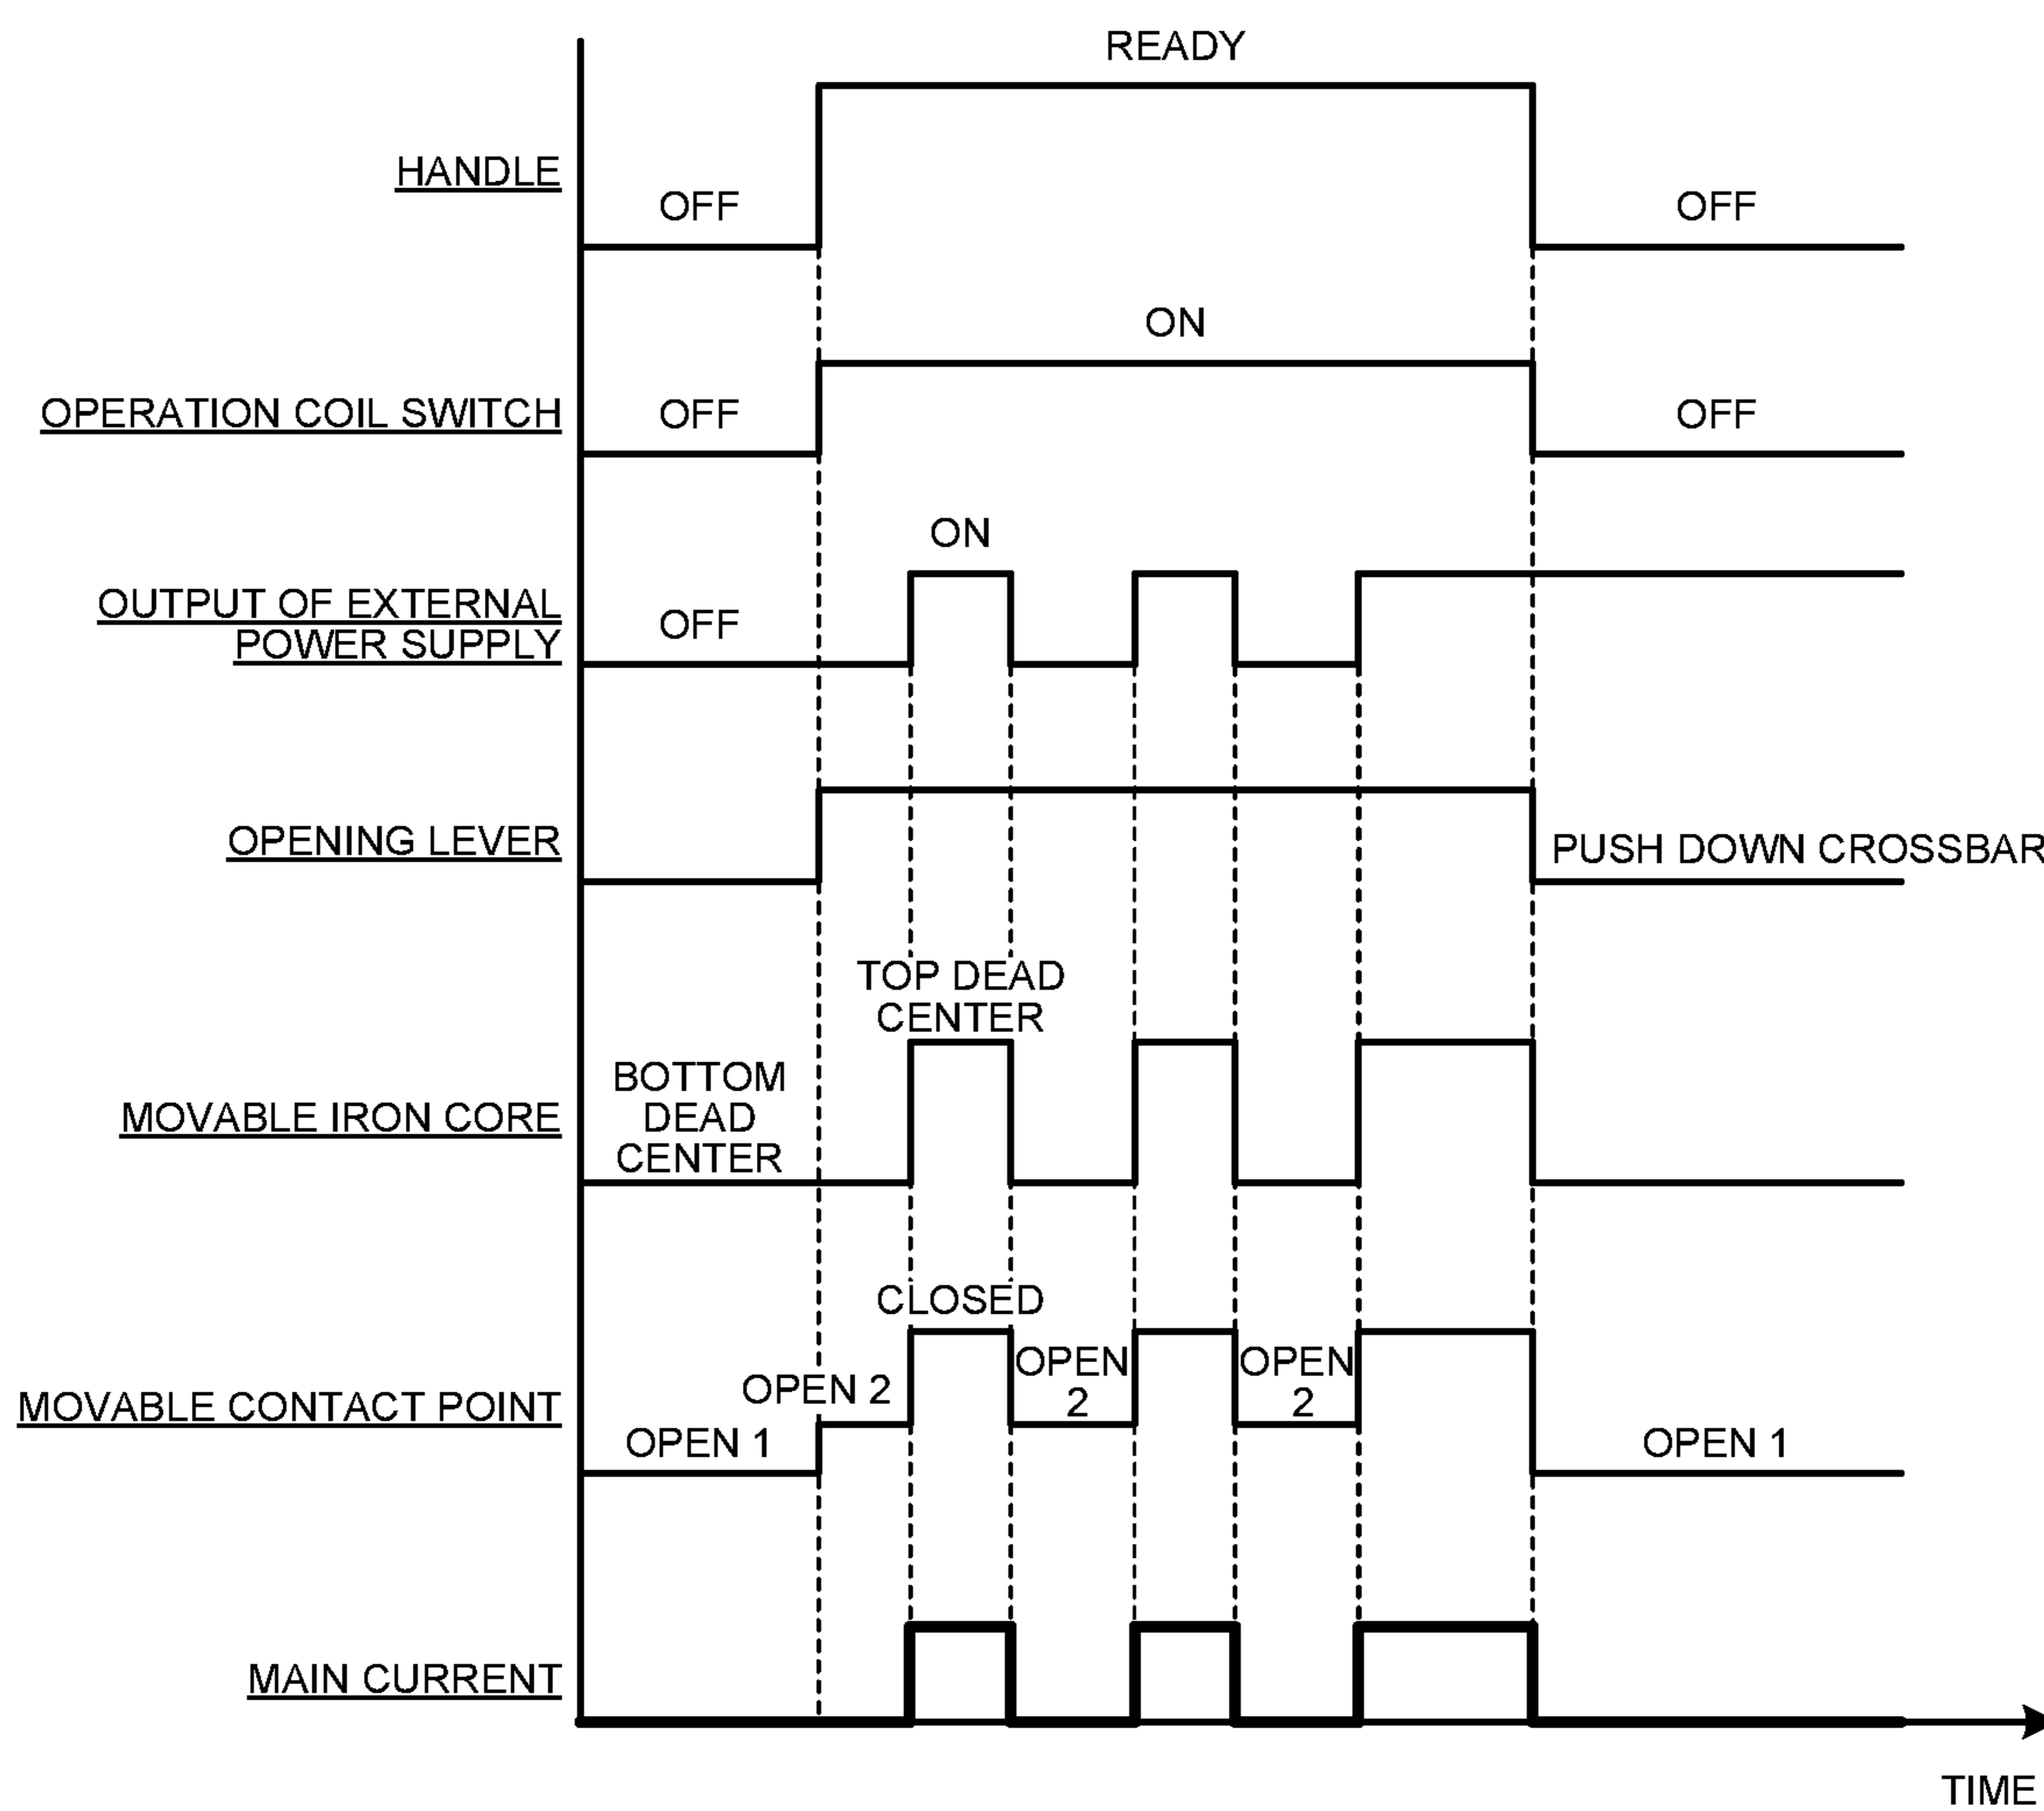 READY
HANDLE
OFF
OFF
ON
OPERATION COIL SWITCH
OFF
OFF
ON
OUTPUT OF EXTERNAL
POWER SUPPLY
OFF
OPENING LEVER
PUSH DOWN CROSSBAR
TOP DEAD
CENTER
BOTTOM
DEAD
CENTER
MOVABLE IRON CORE
CLOSED
OPEN
2
OPEN
2
OPEN 2
MOVABLE CONTACT POINT
OPEN 1
OPEN 1
MAIN CURRENT
TIME